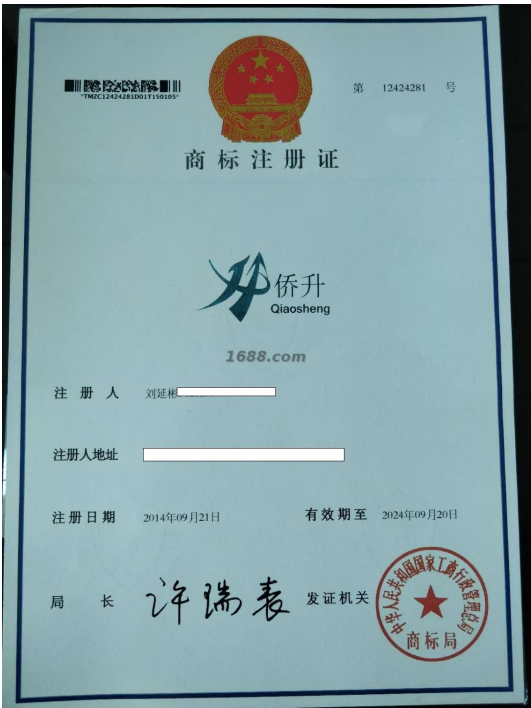 第 12424281 号
*TMZC12424281D01T150105*
商标注册证
侨升
Qiaosheng
1688.com
注册人 刘延彬
注册人地址
注册日期 2014年09月21日 有效期至 2024年09月20日
局长 许瑞表 发证机关
中华人民共和国国家工商行政管理总局
商标局